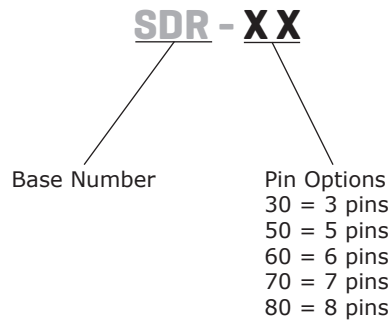 SDR - XX
Base Number
Pin Options
30 = 3 pins
50 = 5 pins
60 = 6 pins
70 = 7 pins
80 = 8 pins